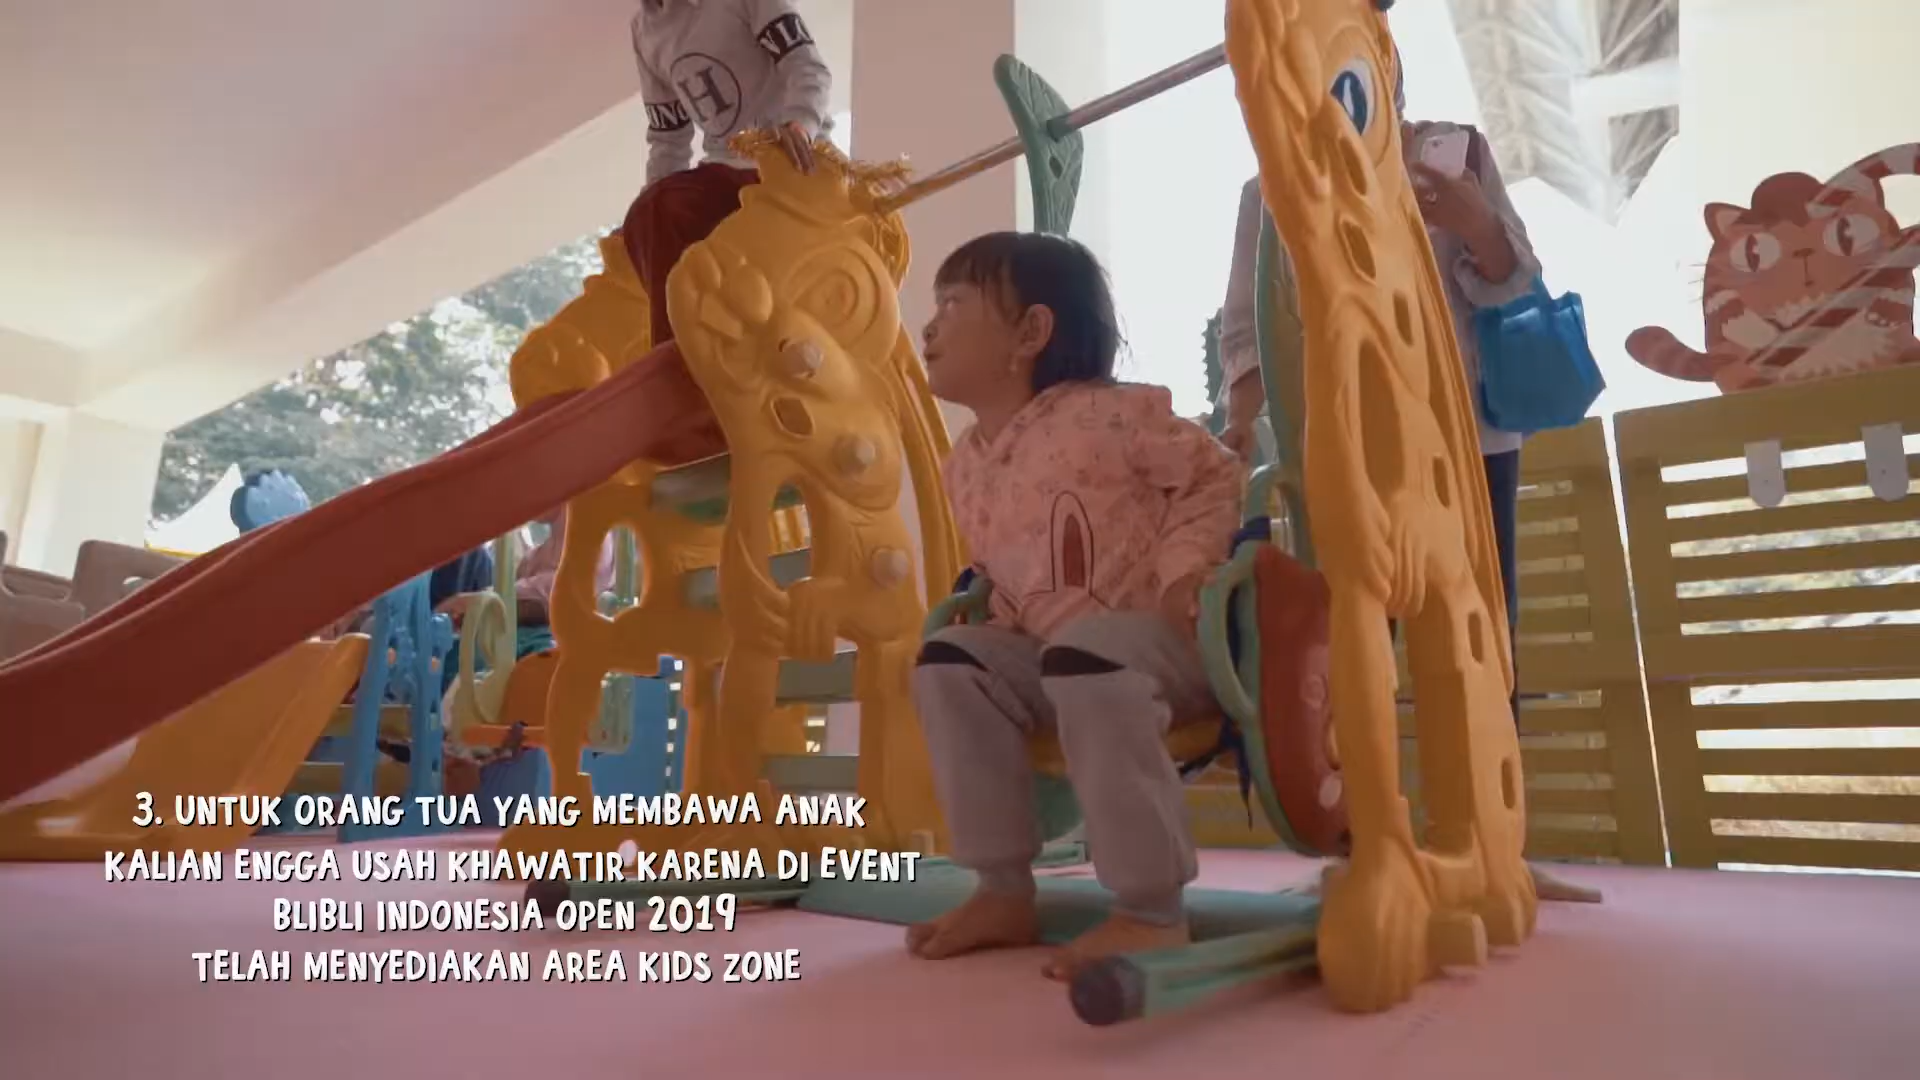 H
3. UNTUK ORANG TUA YANG MEMBAWA ANAK
KALIAN ENGGA USAH KHAWATIR KARENA DI EVENT
BLIBLI INDONESIA OPEN 2019
TELAH MENYEDIAKAN AREA KIDS ZONE